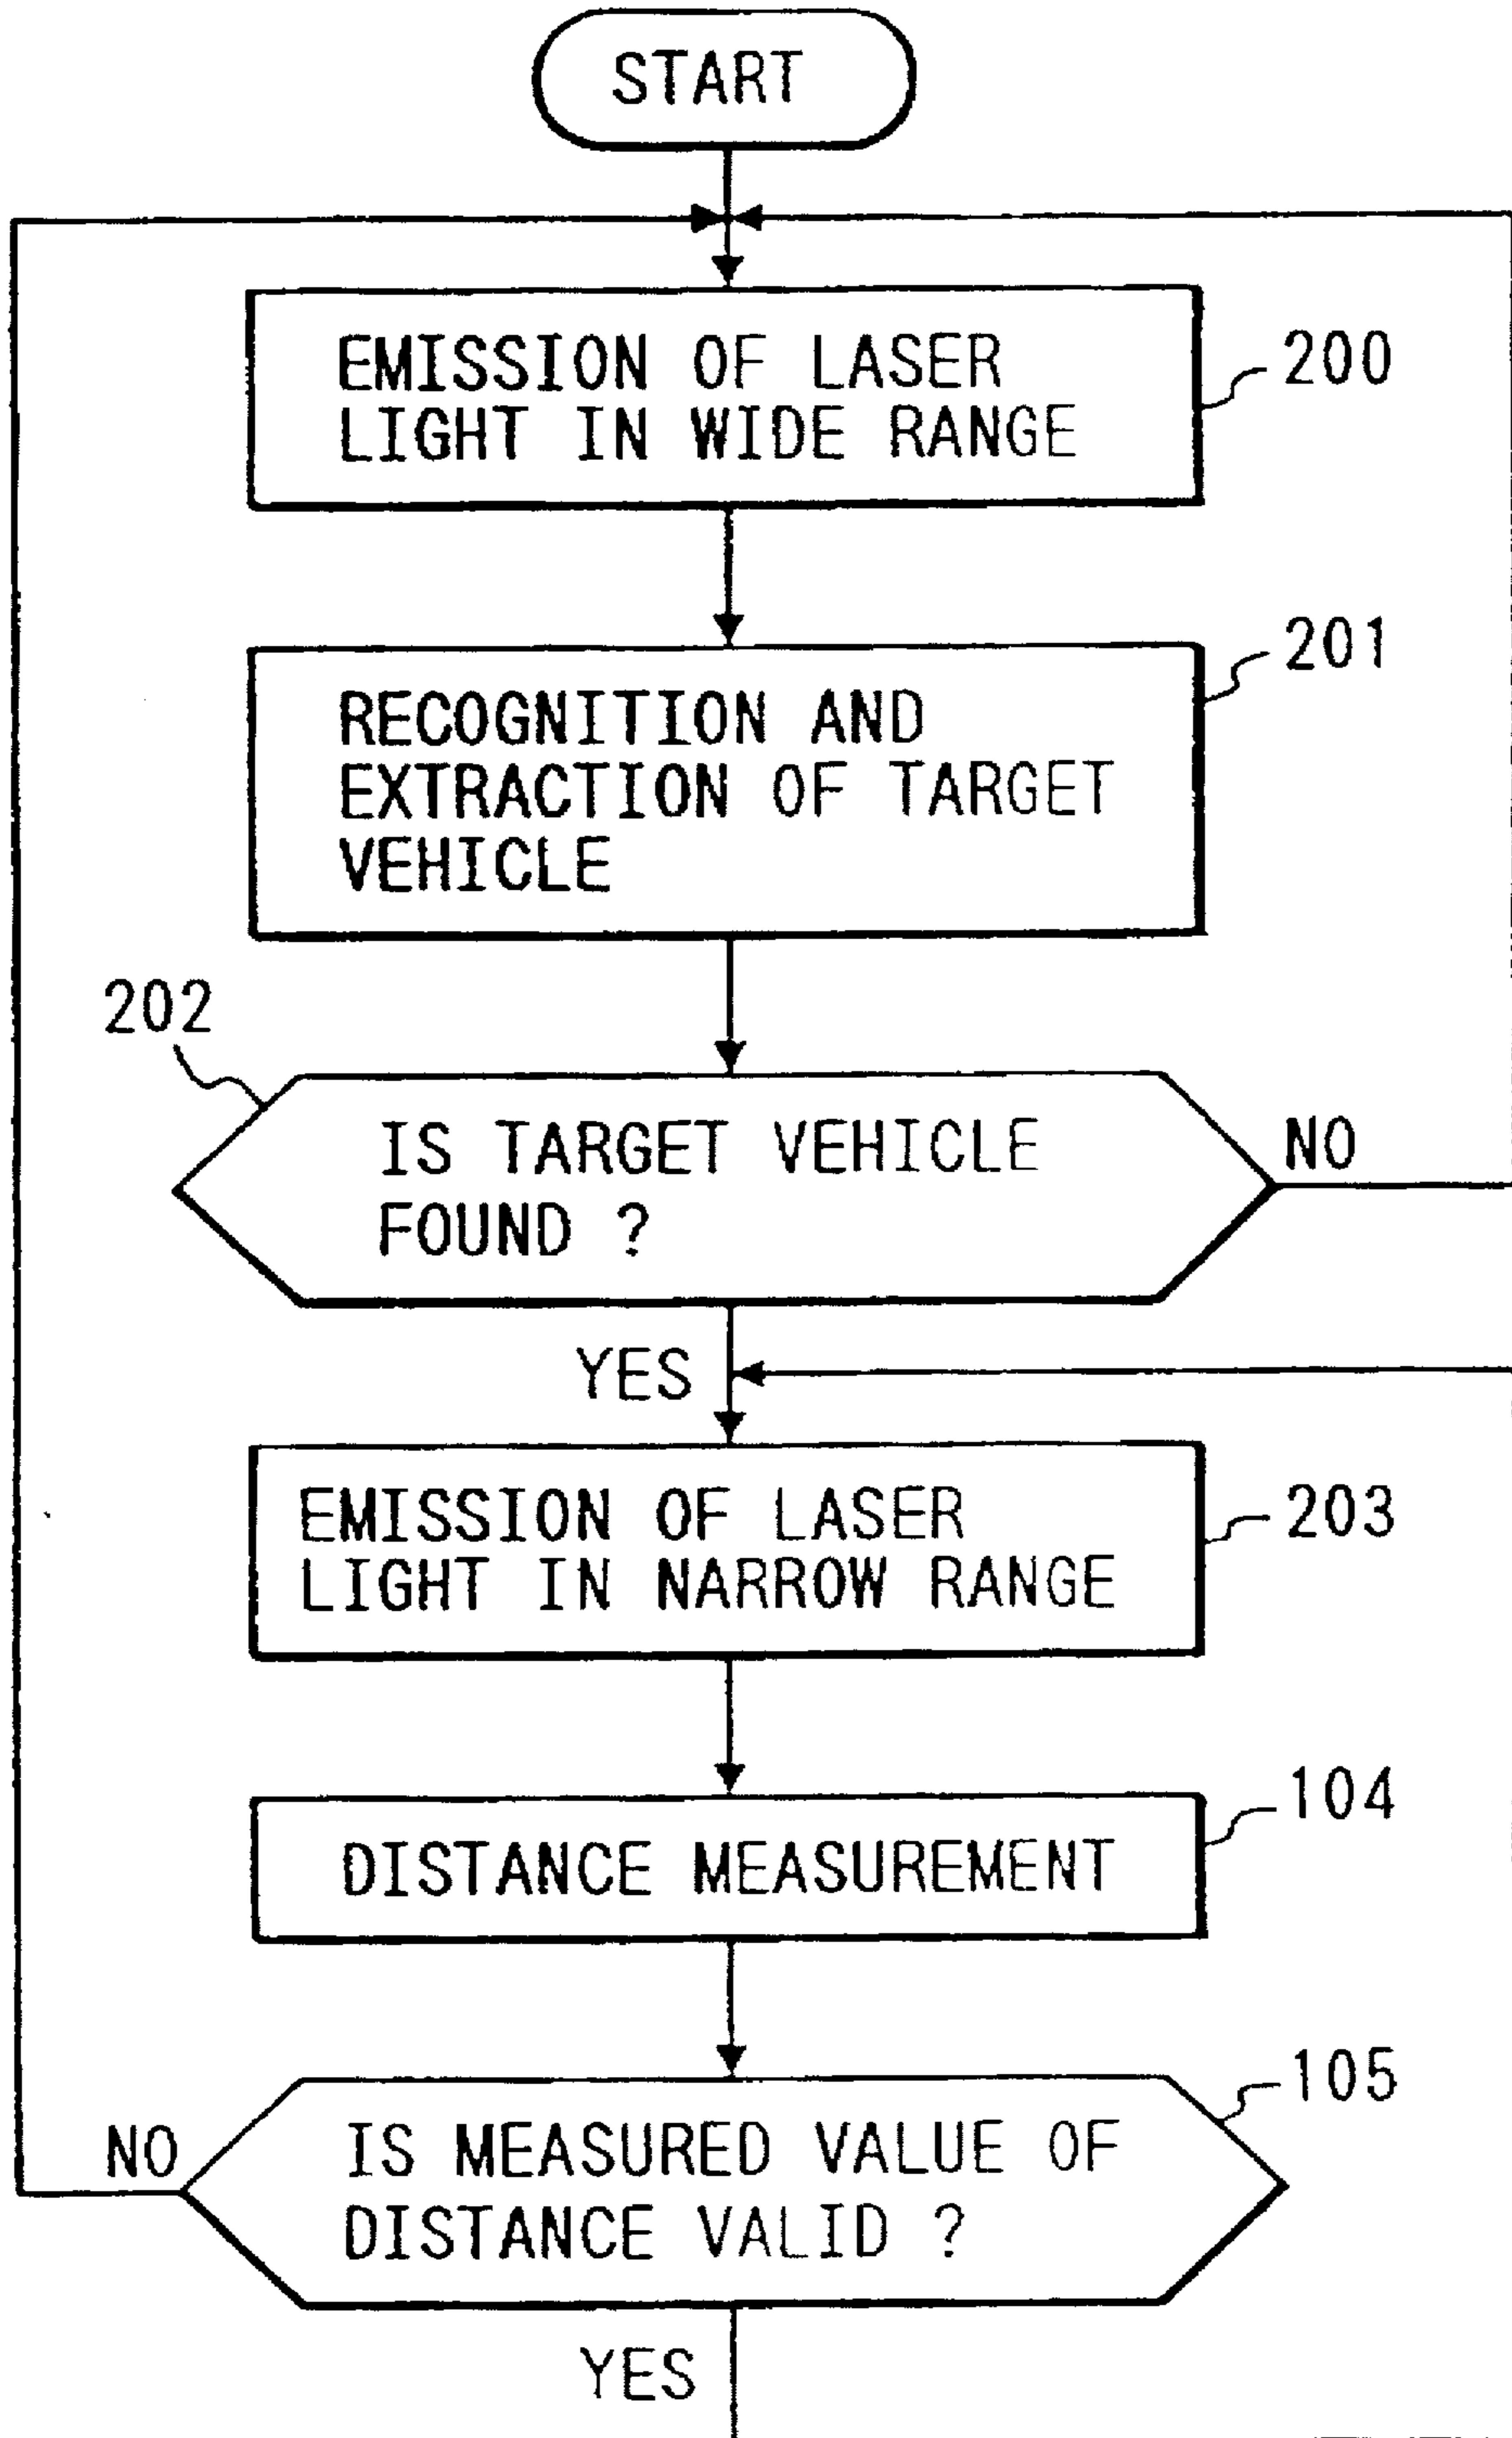 START
EMISSION OF LASER
LIGHT IN WIDE RANGE
200
RECOGNITION AND
EXTRACTION OF TARGET
VEHICLE
201
202
IS TARGET VEHICLE
FOUND ?
NO
YES
EMISSION OF LASER
LIGHT IN NARROW RANGE
203
DISTANCE MEASUREMENT
104
105
NO
IS MEASURED VALUE OF
DISTANCE VALID ?
YES